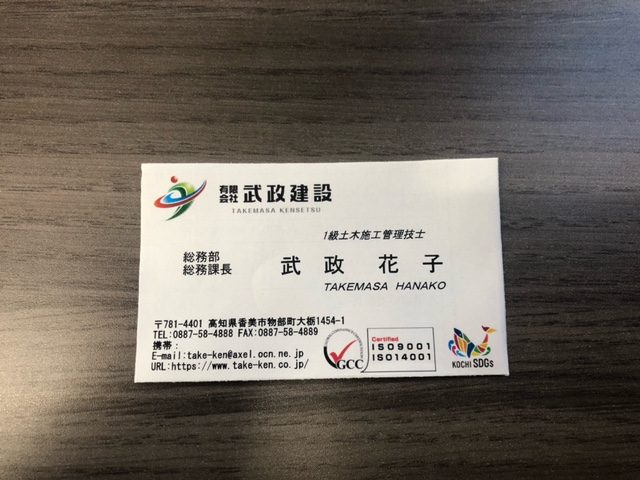 有限会社 武政建設
TAKEMASA KENSETSU
1級土木施工管理技士
総務部
総務課長
武 政 花 子
TAKEMASA HANAKO
〒781-4401 高知県香美市物部町大栃1454-1
TEL:0887-58-4888 FAX:0887-58-4889
携帯:
E-mail:take-ken@axel.ocn.ne.jp
URL:https://www.take-ken.co.jp/
GCC
Certified
ISO9001
ISO14001
KOCHI SDGs